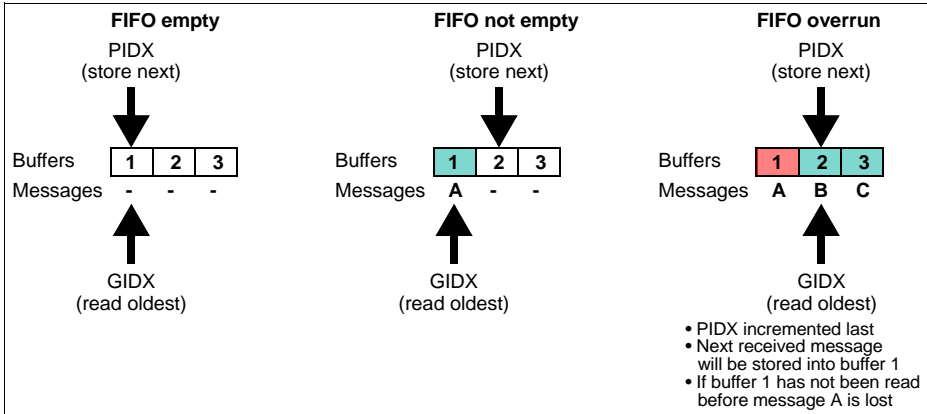 FIFO empty
PIDX
(store next)
Buffers 1 2 3
Messages - - -
GIDX
(read oldest)
FIFO not empty
PIDX
(store next)
Buffers 1 2 3
Messages A - -
GIDX
(read oldest)
FIFO overrun
PIDX
(store next)
Buffers 1 2 3
Messages A B C
GIDX
(read oldest)
• PIDX incremented last
• Next received message
will be stored into buffer 1
• If buffer 1 has not been read
before message A is lost